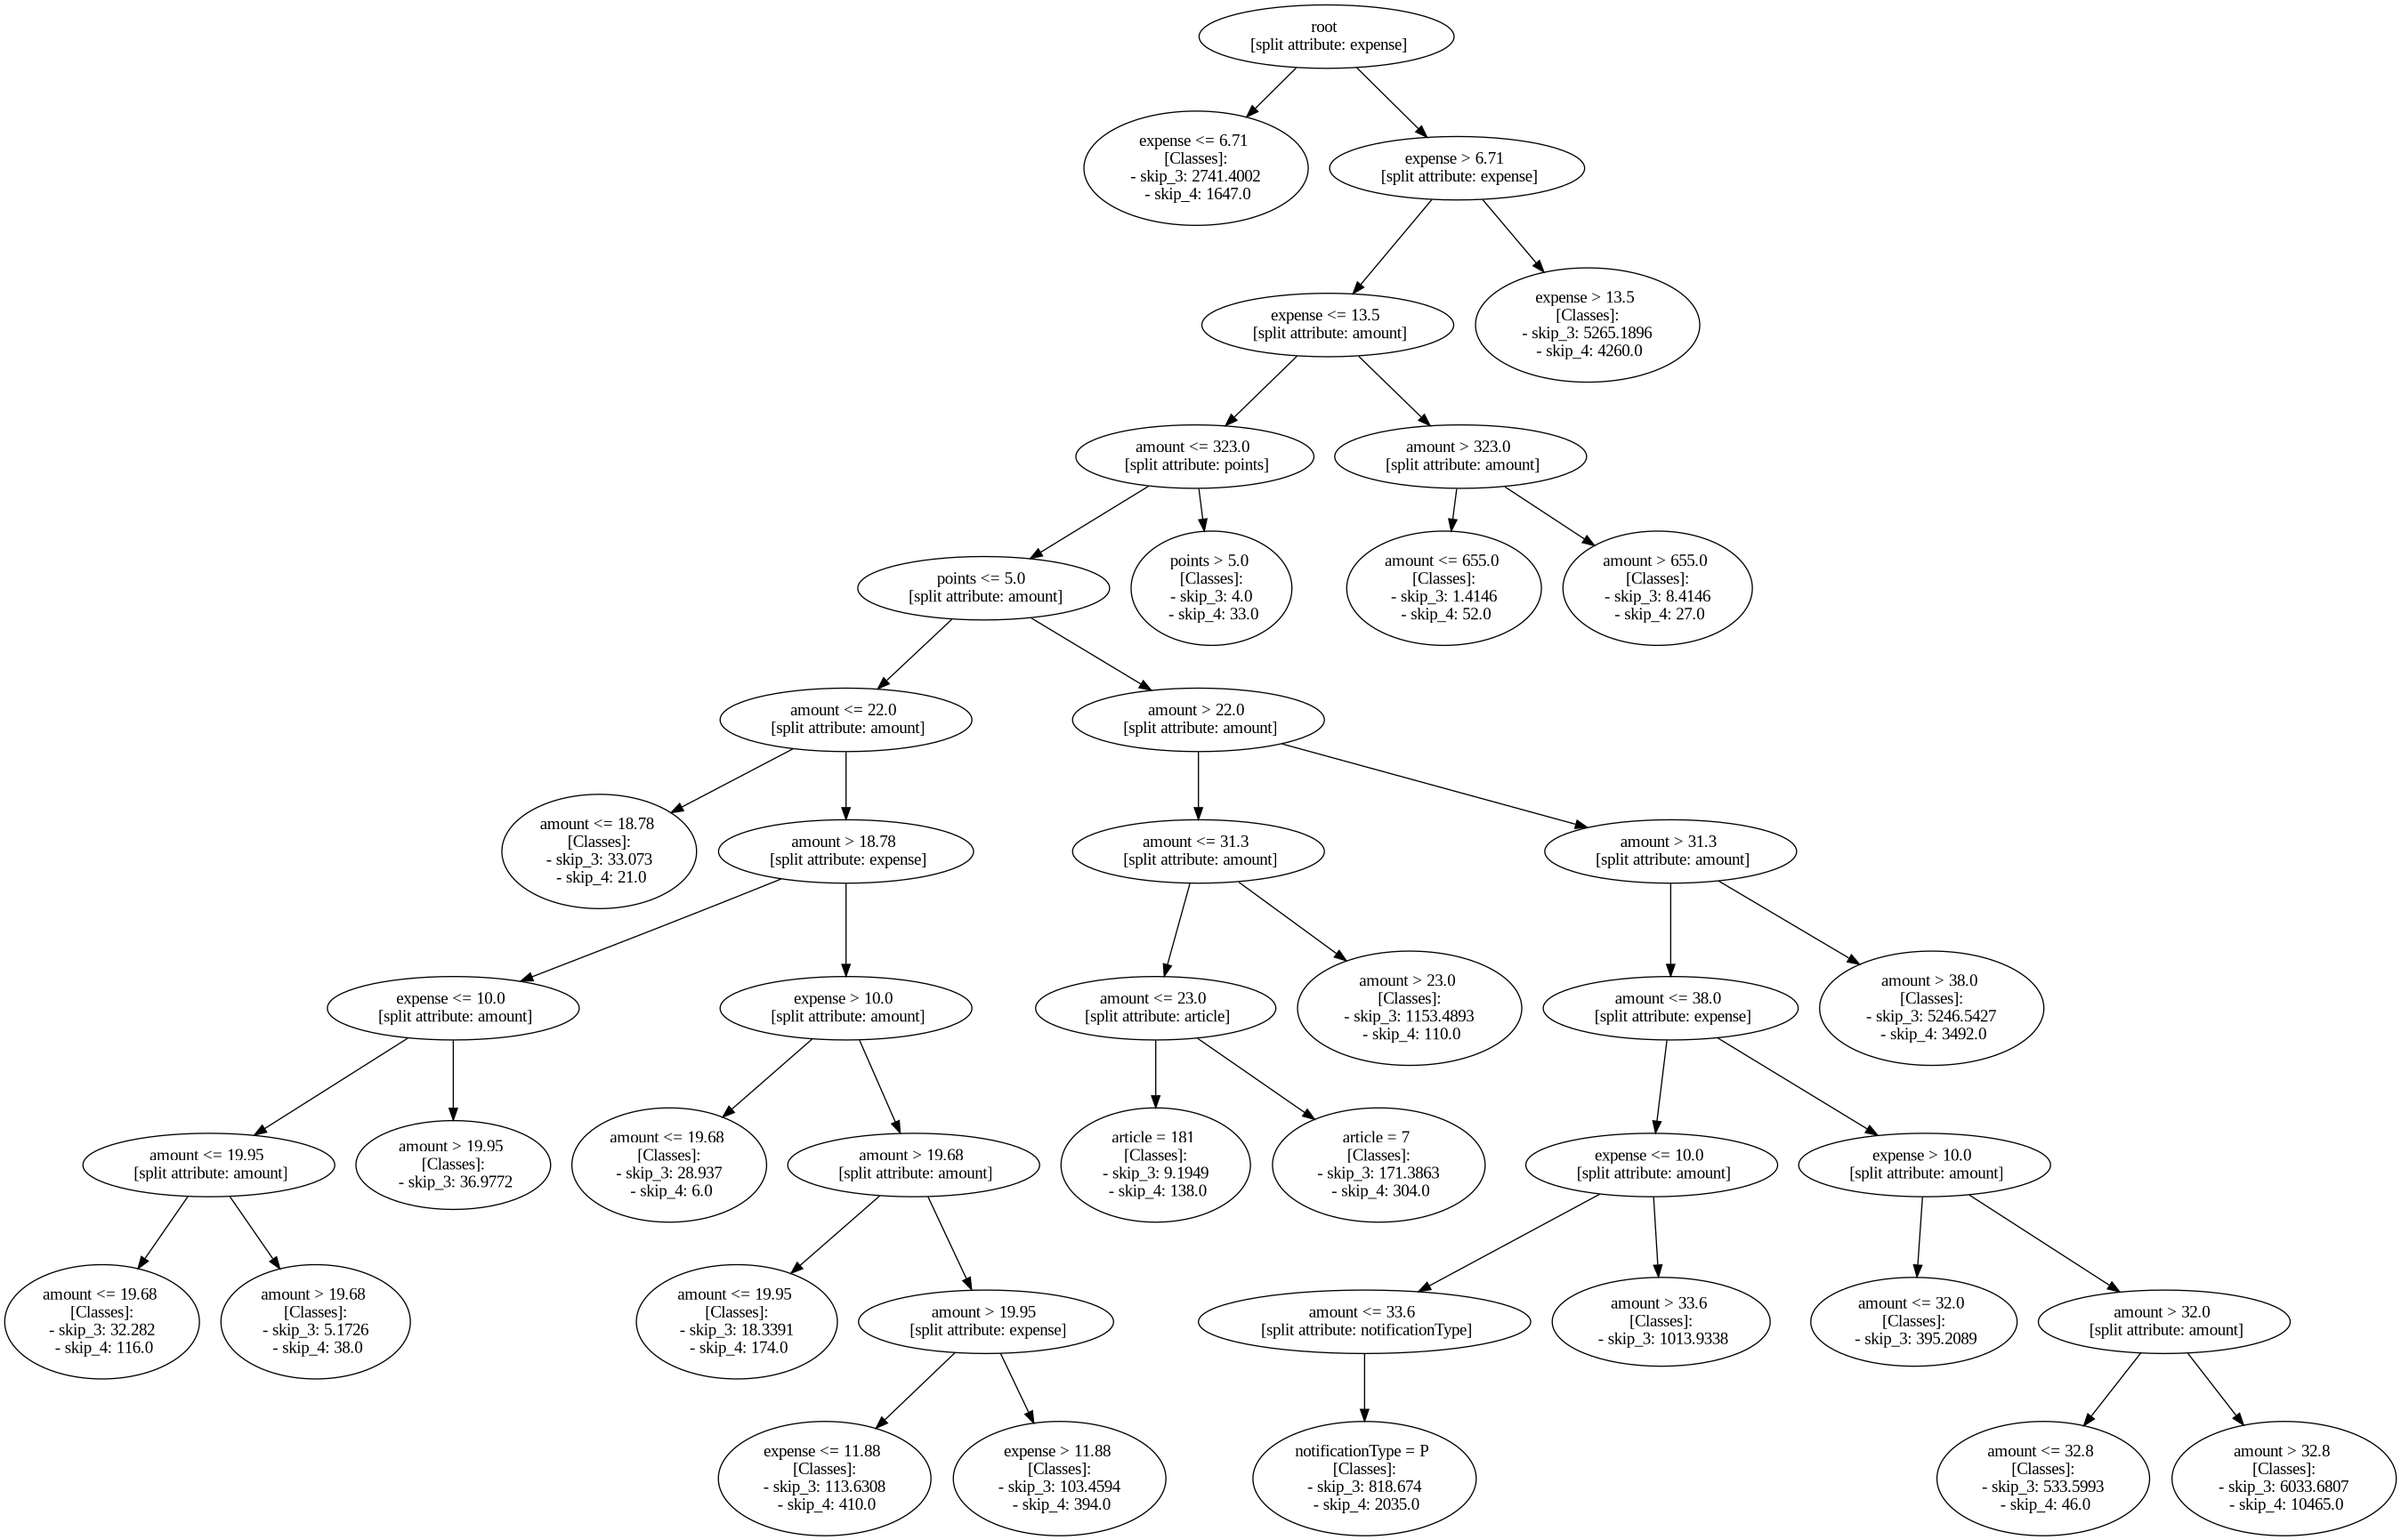 root
[split attribute: expense]
expense <= 6.71
[Classes]:
- skip_3: 2741.4002
- skip_4: 1647.0
expense > 6.71
[split attribute: expense]
expense <= 13.5
[split attribute: amount]
expense > 13.5
[Classes]:
- skip_3: 5265.1896
- skip_4: 4260.0
amount <= 323.0
[split attribute: points]
amount > 323.0
[split attribute: amount]
points <= 5.0
[split attribute: amount]
points > 5.0
[Classes]:
- skip_3: 4.0
- skip_4: 33.0
amount <= 655.0
[Classes]:
- skip_3: 1.4146
- skip_4: 52.0
amount > 655.0
[Classes]:
- skip_3: 8.4146
- skip_4: 27.0
amount <= 22.0
[split attribute: amount]
amount > 22.0
[split attribute: amount]
amount <= 18.78
[Classes]:
- skip_3: 33.073
- skip_4: 21.0
amount > 18.78
[split attribute: expense]
amount <= 31.3
[split attribute: amount]
amount > 31.3
[split attribute: amount]
expense <= 10.0
[split attribute: amount]
expense > 10.0
[split attribute: amount]
amount <= 23.0
[split attribute: article]
amount > 23.0
[Classes]:
- skip_3: 1153.4893
- skip_4: 110.0
amount <= 38.0
[split attribute: expense]
amount > 38.0
[Classes]:
- skip_3: 5246.5427
- skip_4: 3492.0
amount <= 19.95
[split attribute: amount]
amount > 19.95
[Classes]:
- skip_3: 36.9772
amount <= 19.68
[Classes]:
- skip_3: 28.937
- skip_4: 6.0
amount > 19.68
[split attribute: amount]
article = 181
[Classes]:
- skip_3: 9.1949
- skip_4: 138.0
article = 7
[Classes]:
- skip_3: 171.3863
- skip_4: 304.0
expense <= 10.0
[split attribute: amount]
expense > 10.0
[split attribute: amount]
amount <= 19.68
[Classes]:
- skip_3: 32.282
- skip_4: 116.0
amount > 19.68
[Classes]:
- skip_3: 5.1726
- skip_4: 38.0
amount <= 19.95
[Classes]:
- skip_3: 18.3391
- skip_4: 174.0
amount > 19.95
[split attribute: expense]
amount <= 33.6
[split attribute: notificationType]
amount > 33.6
[Classes]:
- skip_3: 1013.9338
amount <= 32.0
[Classes]:
- skip_3: 395.2089
amount > 32.0
[split attribute: amount]
expense <= 11.88
[Classes]:
- skip_3: 113.6308
- skip_4: 410.0
expense > 11.88
[Classes]:
- skip_3: 103.4594
- skip_4: 394.0
notificationType = P
[Classes]:
- skip_3: 818.674
- skip_4: 2035.0
amount <= 32.8
[Classes]:
- skip_3: 533.5993
- skip_4: 46.0
amount > 32.8
[Classes]:
- skip_3: 6033.6807
- skip_4: 10465.0